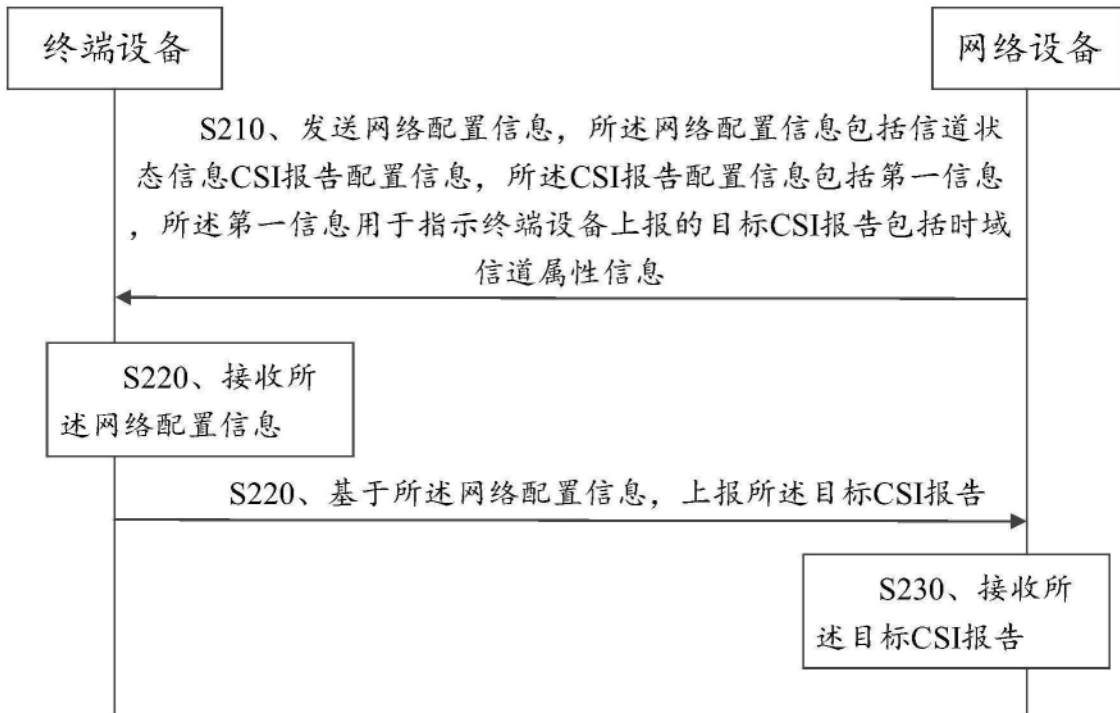 终端设备
网络设备
S210、发送网络配置信息，所述网络配置信息包括信道状
态信息CSI报告配置信息，所述CSI报告配置信息包括第一信息
，所述第一信息用于指示终端设备上报的目标CSI报告包括时域
信道属性信息
S220、接收所
述网络配置信息
S220、基于所述网络配置信息，上报所述目标CSI报告
S230、接收所
述目标CSI报告